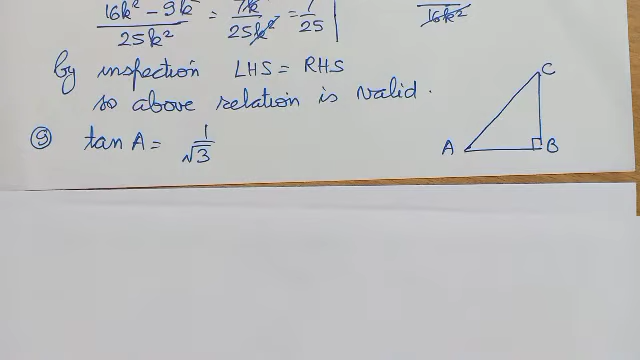 16k² - 9k² / 25k² = 7k² / 25k² = 7 / 25
16k²
By inspection LHS = RHS
so above relation is valid.
⑨ tan A = 1/√3
C
A
B